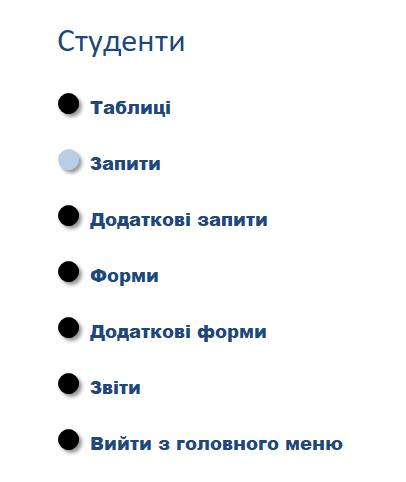 Студенти
Таблиці
Запити
Додаткові запити
Форми
Додаткові форми
Звіти
Вийти з головного меню